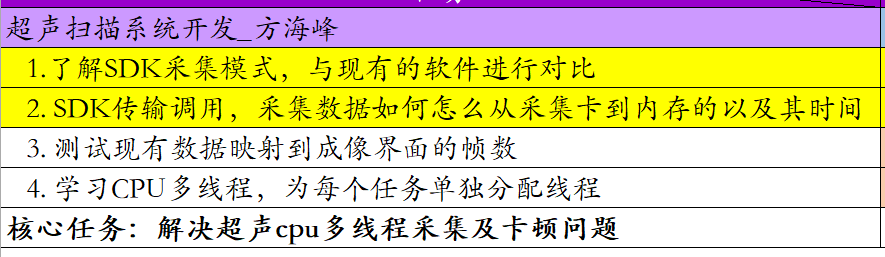 超声扫描系统开发_方海峰
1.了解SDK采集模式，与现有的软件进行对比
2. SDK传输调用，采集数据如何怎么从采集卡到内存的以及其时间
3. 测试现有数据映射到成像界面的帧数
4. 学习CPU多线程，为每个任务单独分配线程
核心任务：解决超声cpu多线程采集及卡顿问题